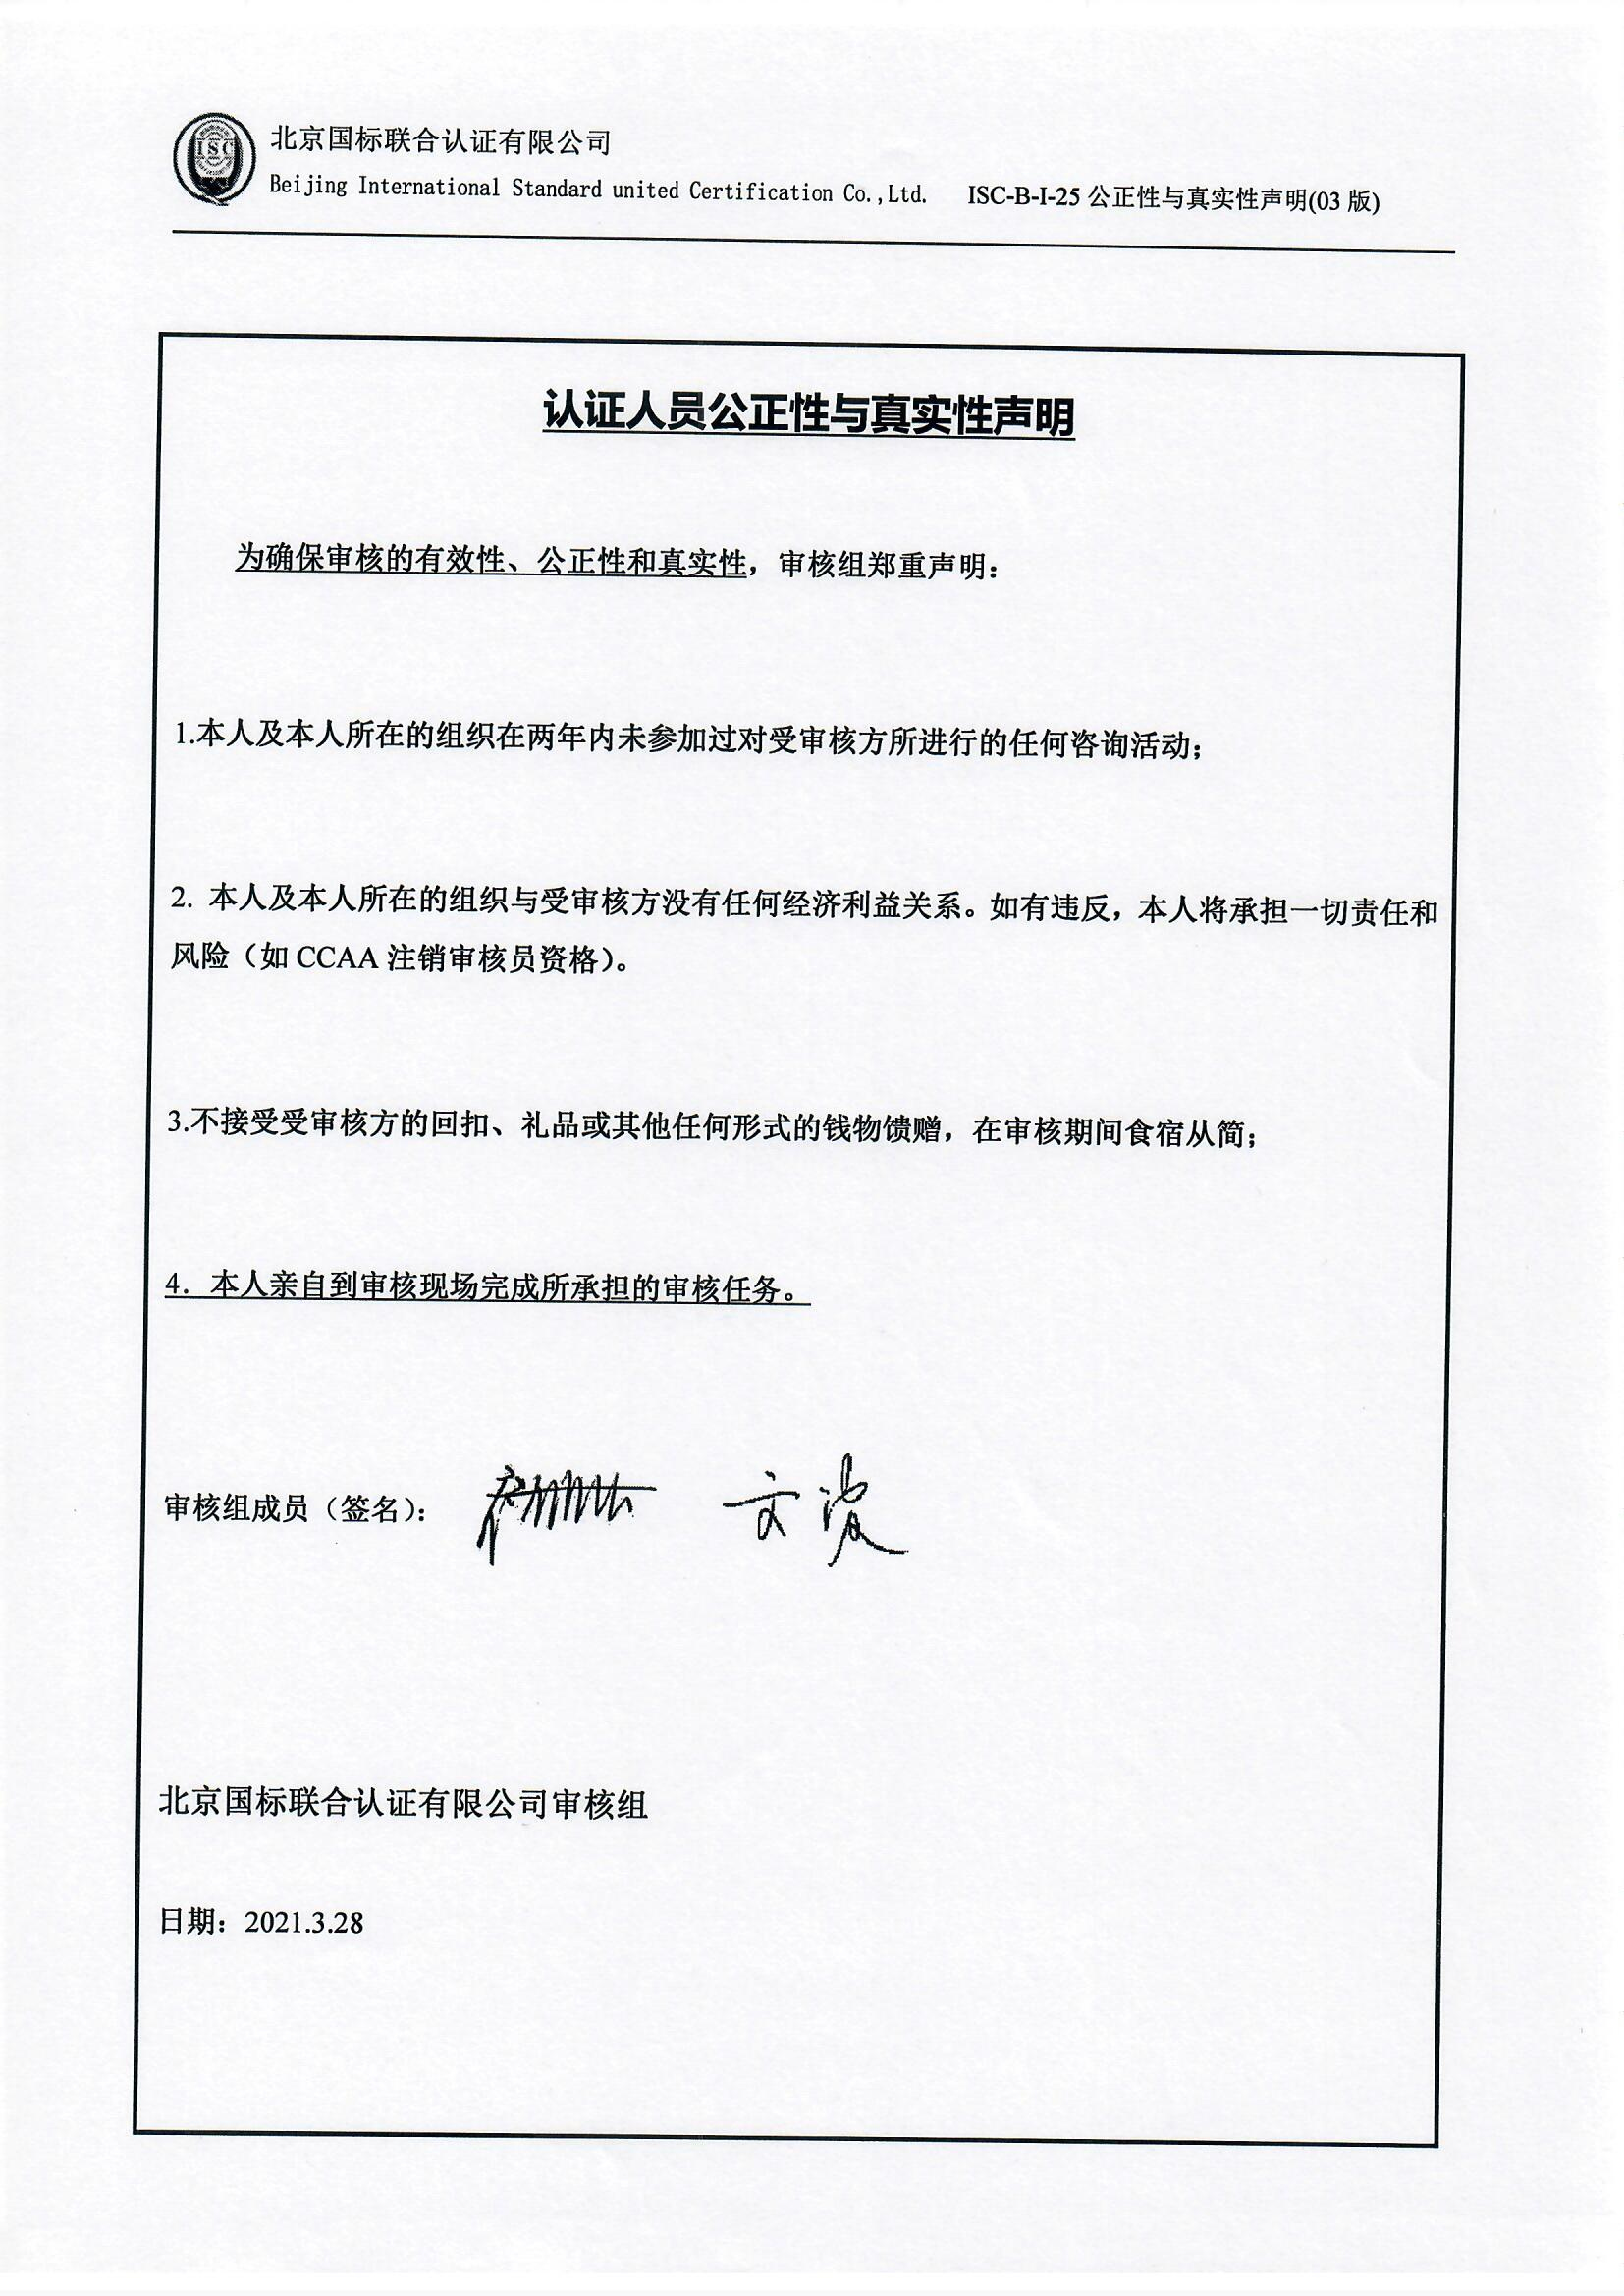 ISC
北京国标联合认证有限公司
Beijing International Standard united Certification Co.,Ltd. ISC-B-I-25 公正性与真实性声明(03 版)
认证人员公正性与真实性声明
为确保审核的有效性、公正性和真实性，审核组郑重声明：
1.本人及本人所在的组织在两年内未参加过对受审核方所进行的任何咨询活动；
2. 本人及本人所在的组织与受审核方没有任何经济利益关系。如有违反，本人将承担一切责任和
风险（如 CCAA 注销审核员资格）。
3.不接受受审核方的回扣、礼品或其他任何形式的钱物馈赠，在审核期间食宿从简；
4. 本人亲自到审核现场完成所承担的审核任务。
审核组成员（签名）： 文波
北京国标联合认证有限公司审核组
日期：2021.3.28